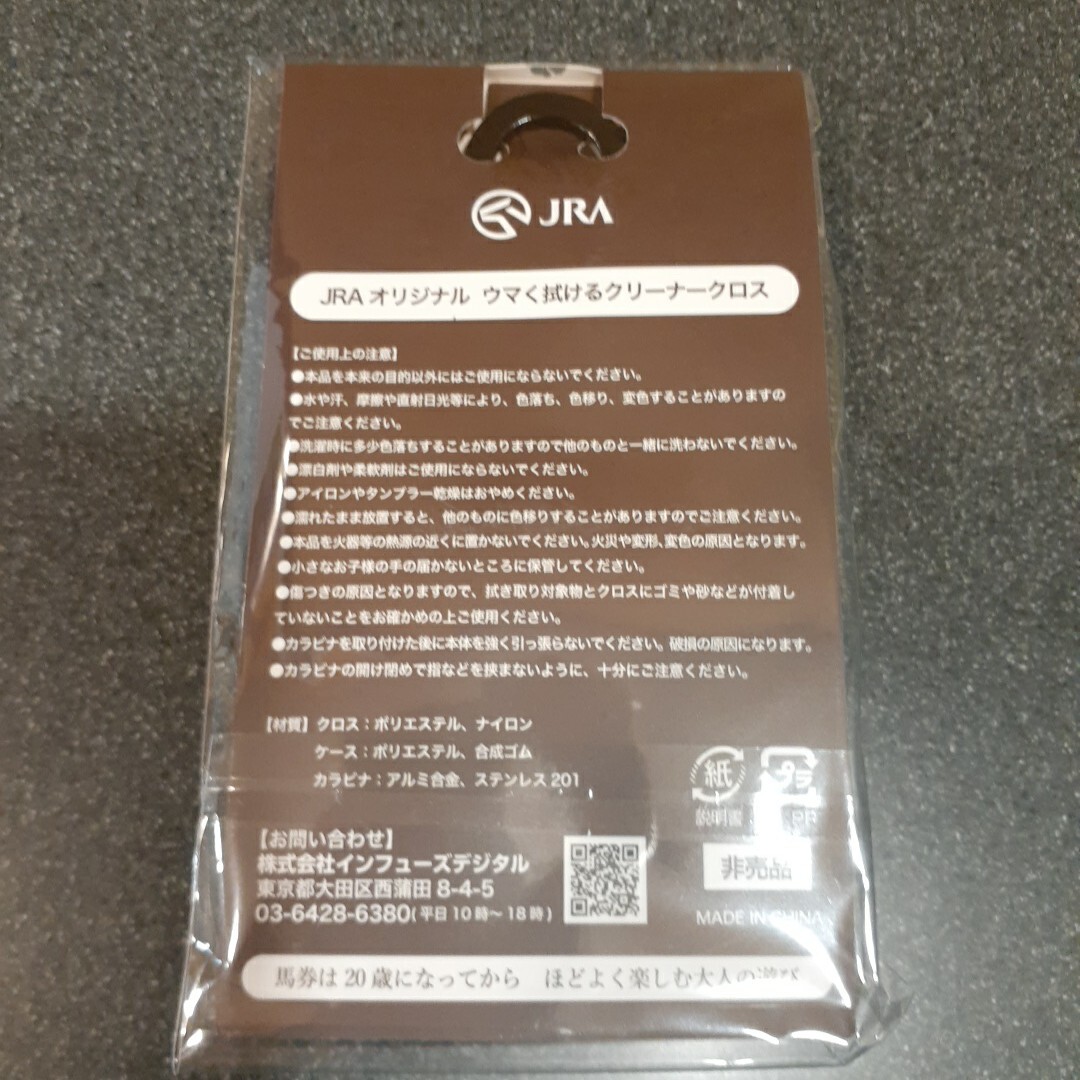 JRA
JRA オリジナル ウマく拭けるクリーナークロス
【ご使用上の注意】
●本品を本来の目的以外にはご使用にならないでください。
●水や汗、摩擦や直射日光等により、色落ち、色移り、変色することがありますの
でご注意ください。
●洗濯時に多少色落ちすることがありますので他のものと一緒に洗わないでください。
●漂白剤や柔軟剤はご使用にならないでください。
●アイロンやタンブラー乾燥はおやめください。
●濡れたまま放置すると、他のものに色移りすることがありますのでご注意ください。
●本品を火器等の熱源の近くに置かないでください。火災や変形、変色の原因となります。
●小さなお子様の手の届かないところに保管してください。
●傷つきの原因となりますので、拭き取り対象物とクロスにゴミや砂などが付着し
ていないことをお確かめの上ご使用ください。
●カラビナを取り付けた後に本体を強く引っ張らないでください。破損の原因になります。
●カラビナの開け閉めで指などを挟まないように、十分にご注意ください。
【材質】クロス：ポリエステル、ナイロン
ケース：ポリエステル、合成ゴム
カラビナ：アルミ合金、ステンレス201
紙 プラ
説明書 PP
【お問い合わせ】
株式会社インフューズデジタル
東京都大田区西蒲田 8-4-5
03-6428-6380(平日10時〜18時)
非売品
MADE IN CHINA
馬券は20歳になってから ほどよく楽しむ大人の遊び